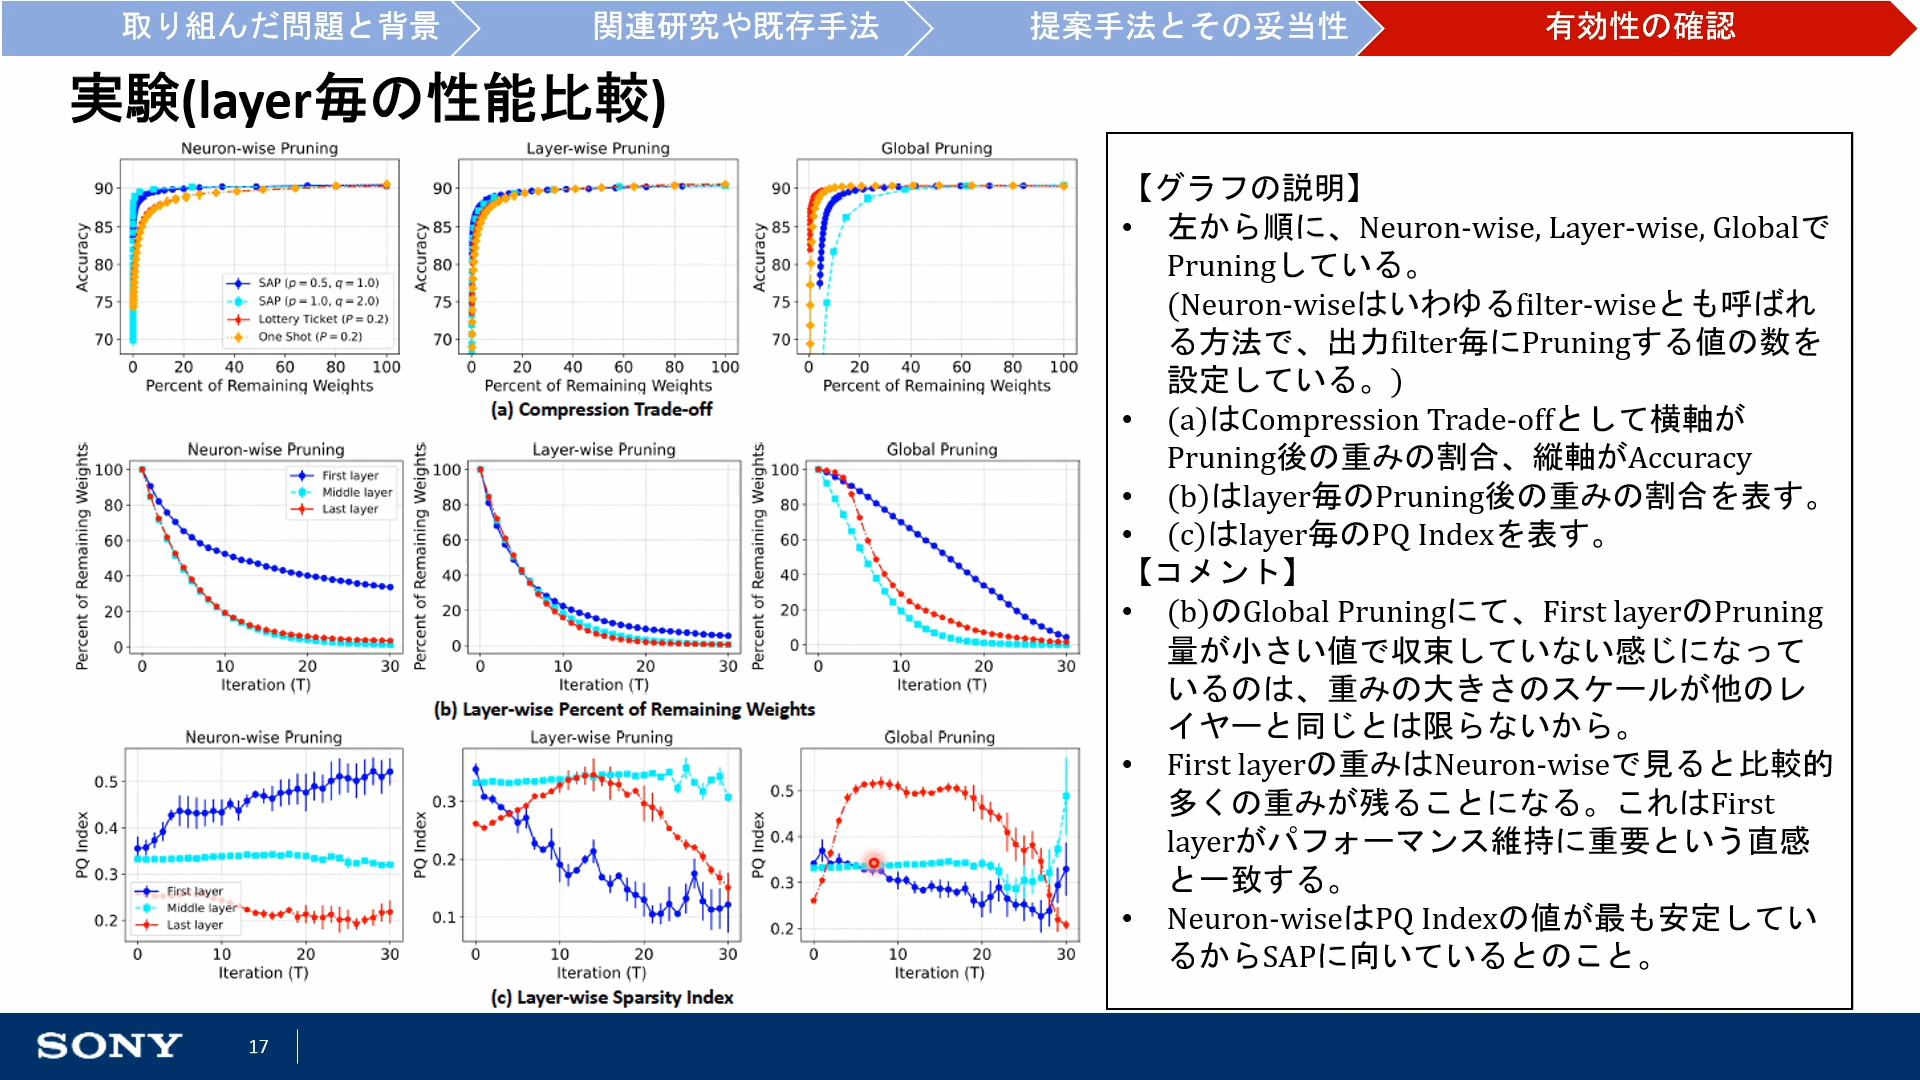 取り組んだ問題と背景
関連研究や既存手法
提案手法とその妥当性
有効性の確認
実験(layer毎の性能比較)
Neuron-wise Pruning
Layer-wise Pruning
Global Pruning
Accuracy
90
85
80
75
70
SAP (p = 0.5, q = 1.0)
SAP (p = 1.0, q = 2.0)
Lottery Ticket (P = 0.2)
One Shot (P = 0.2)
0 20 40 60 80 100
Percent of Remaining Weights
Accuracy
90
85
80
75
70
0 20 40 60 80 100
Percent of Remaining Weights
Accuracy
90
85
80
75
70
0 20 40 60 80 100
Percent of Remaining Weights
(a) Compression Trade-off
Neuron-wise Pruning
Layer-wise Pruning
Global Pruning
Percent of Remaining Weights
100
80
60
40
20
0
First layer
Middle layer
Last layer
0 10 20 30
Iteration (T)
Percent of Remaining Weights
100
80
60
40
20
0
0 10 20 30
Iteration (T)
Percent of Remaining Weights
100
80
60
40
20
0
0 10 20 30
Iteration (T)
(b) Layer-wise Percent of Remaining Weights
Neuron-wise Pruning
Layer-wise Pruning
Global Pruning
PQ Index
0.5
0.4
0.3
0.2
First layer
Middle layer
Last layer
0 10 20 30
Iteration (T)
PQ Index
0.3
0.2
0.1
0 10 20 30
Iteration (T)
PQ Index
0.5
0.4
0.3
0.2
0 10 20 30
Iteration (T)
(c) Layer-wise Sparsity Index
【グラフの説明】
• 左から順に、Neuron-wise, Layer-wise, Globalで
Pruningしている。
(Neuron-wiseはいわゆるfilter-wiseとも呼ばれ
る方法で、出力filter毎にPruningする値の数を
設定している。)
• (a)はCompression Trade-offとして横軸が
Pruning後の重みの割合、縦軸がAccuracy
• (b)はlayer毎のPruning後の重みの割合を表す。
• (c)はlayer毎のPQ Indexを表す。
【コメント】
• (b)のGlobal Pruningにて、First layerのPruning
量が小さい値で収束していない感じになって
いるのは、重みの大きさのスケールが他のレ
イヤーと同じとは限らないから。
• First layerの重みはNeuron-wiseで見ると比較的
多くの重みが残ることになる。これはFirst
layerがパフォーマンス維持に重要という直感
と一致する。
• Neuron-wiseはPQ Indexの値が最も安定してい
るからSAPに向いているとのこと。
SONY
17